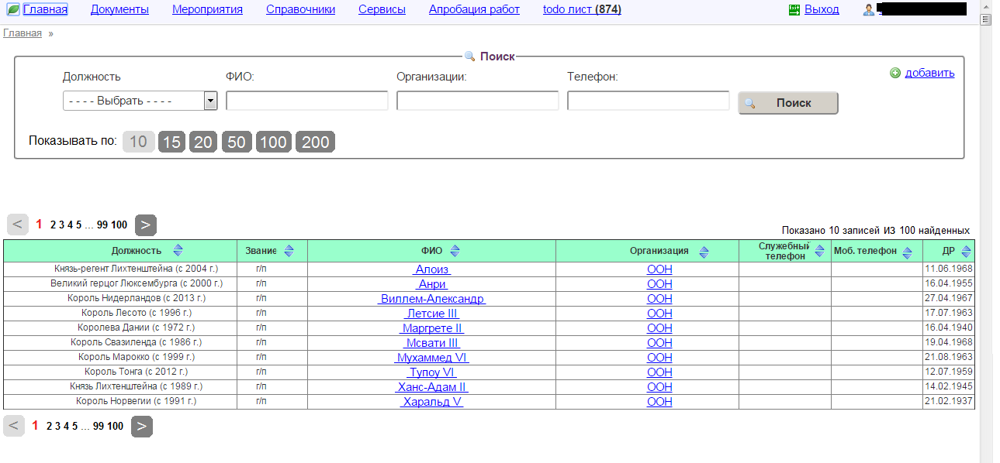 Главная Документы Мероприятия Справочники Сервисы Апробация работ todo лист (874) Exit Выход
Главная »
Поиск
Должность ФИО: Организации: Телефон: добавить
- - - - Выбрать - - - - Поиск
Показывать по: 10 15 20 50 100 200
< 1 2 3 4 5 ... 99 100 >
Показано 10 записей ИЗ 100 найденных
Должность Звание ФИО Организация Служебный телефон Моб. телефон ДР
Князь-регент Лихтенштейна (с 2004 г.) г/п Алоиз ООН 11.06.1968
Великий герцог Люксембурга (с 2000 г.) г/п Анри ООН 16.04.1955
Король Нидерландов (с 2013 г.) г/п Виллем-Александр ООН 27.04.1967
Король Лесото (с 1996 г.) г/п Летсие III ООН 17.07.1963
Королева Дании (с 1972 г.) г/п Маргрете II ООН 16.04.1940
Король Свазиленда (с 1986 г.) г/п Мсвати III ООН 19.04.1968
Король Марокко (с 1999 г.) г/п Мухаммед VI ООН 21.08.1963
Король Тонга (с 2012 г.) г/п Тупоу VI ООН 12.07.1959
Князь Лихтенштейна (с 1989 г.) г/п Ханс-Адам II ООН 14.02.1945
Король Норвегии (с 1991 г.) г/п Харальд V ООН 21.02.1937
< 1 2 3 4 5 ... 99 100 >